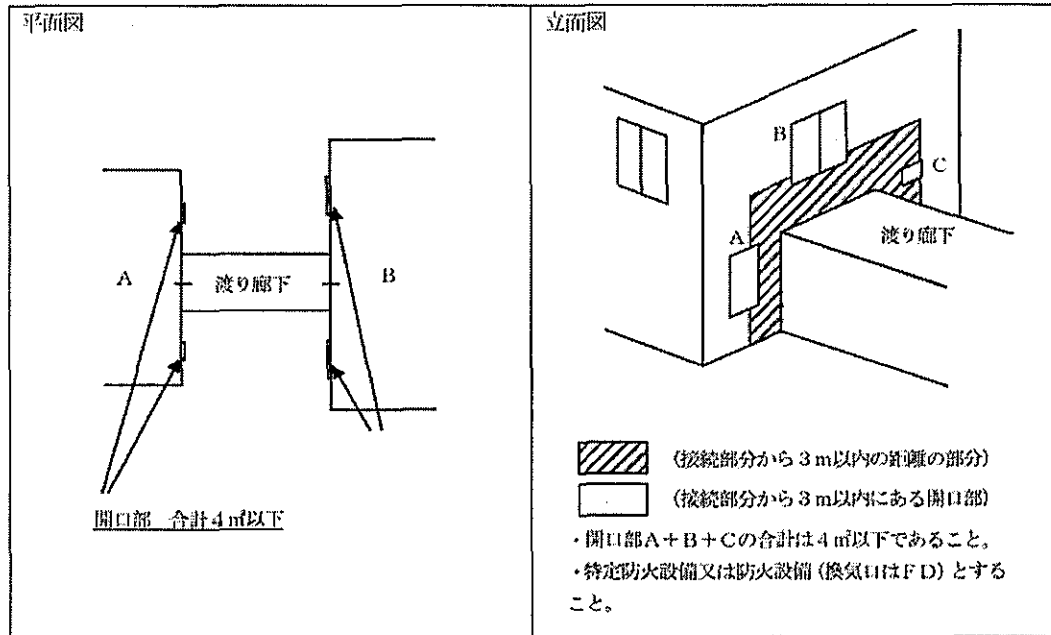 平面図
A
渡り廊下
B
開口部 合計4㎡以下
立面図
B
C
A
渡り廊下
(接続部分から3m以内の距離の部分)
(接続部分から3m以内にある開口部)
・開口部A+B+Cの合計は4㎡以下であること。
・特定防火設備又は防火設備(換気口はFD)とする
こと。